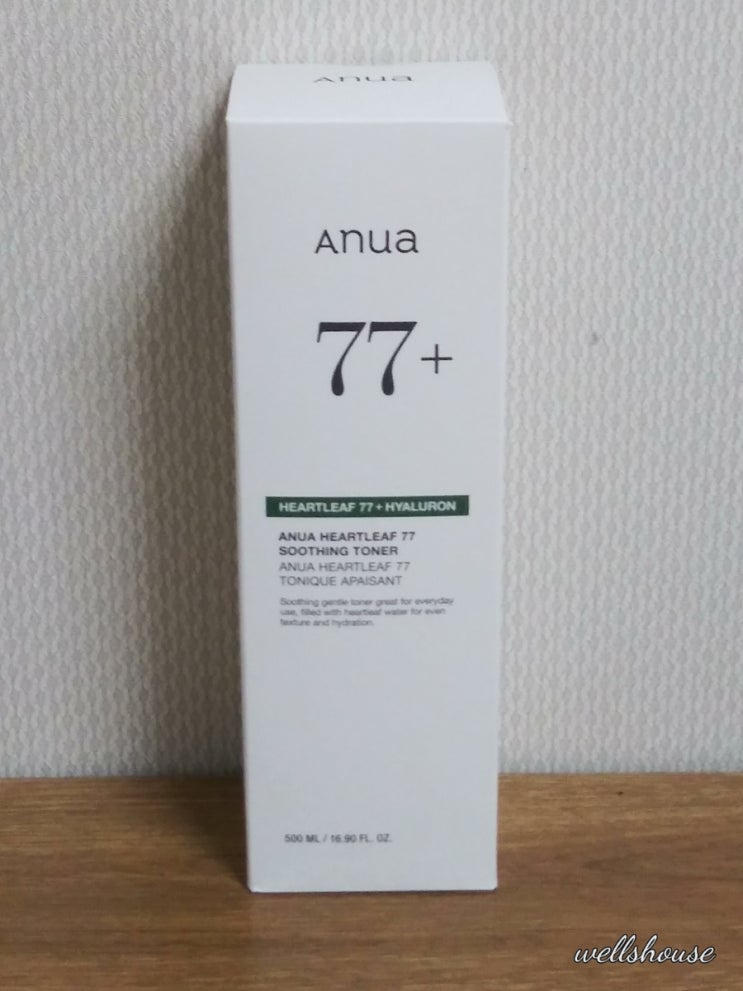 Anua
Anua
77+
HEARTLEAF 77+HYALURON
ANUA HEARTLEAF 77
SOOTHING TONER
ANUA HEARTLEAF 77
TONIQUE APAISANT
Soothing gentle toner great for everyday
use, filled with heartleaf water for even
texture and hydration.
500 ML / 16.90 FL. OZ.
wellshouse